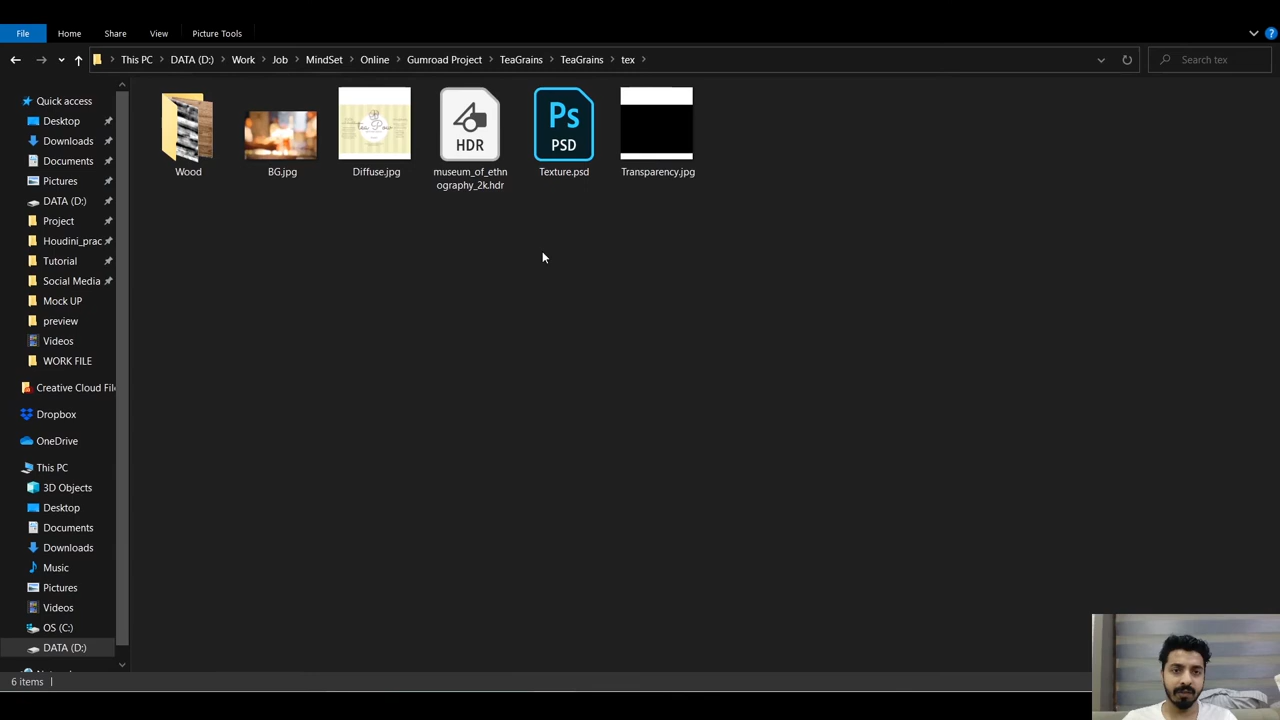 File Home Share View Picture Tools
This PC DATA (D:) Work Job MindSet Online Gumroad Project TeaGrains TeaGrains tex
Search tex
Quick access
Desktop
Downloads
Documents
Pictures
DATA (D:)
Project
Houdini_prac
Tutorial
Social Media
Mock UP
preview
Videos
WORK FILE
Creative Cloud Fil
Dropbox
OneDrive
This PC
3D Objects
Desktop
Documents
Downloads
Music
Pictures
Videos
OS (C:)
DATA (D:)
HDR
Ps
PSD
Wood
BG.jpg
Diffuse.jpg
museum_of_ethn
ography_2k.hdr
Texture.psd
Transparency.jpg
6 items